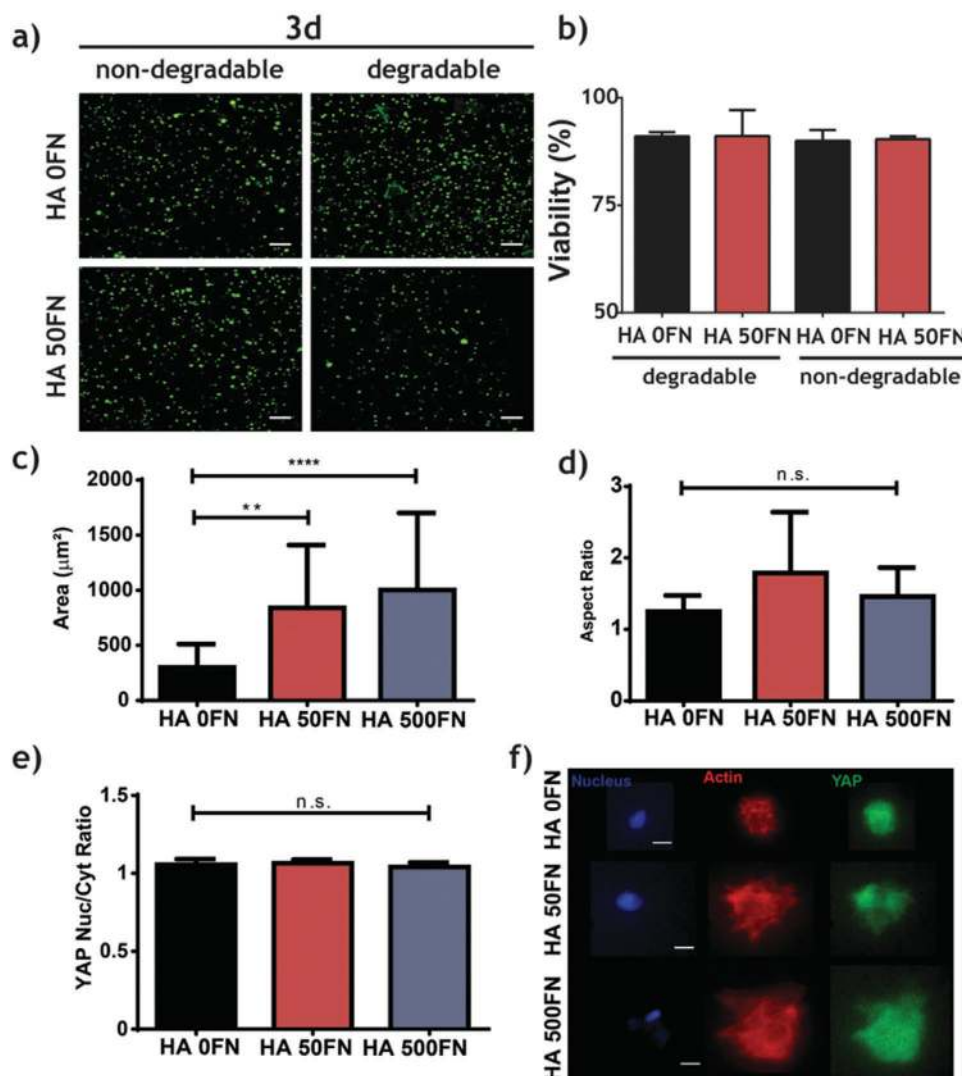 a)
3d
non-degradable degradable
HA 0FN
HA 50FN
b)
Viability (%)
100
75
50
HA 0FN HA 50FN HA 0FN HA 50FN
degradable non-degradable
c)
Area (µm²)
2000
1500
1000
500
0
****
**
HA 0FN HA 50FN HA 500FN
d)
Aspect Ratio
3
2
1
0
n.s.
HA 0FN HA 50FN HA 500FN
e)
YAP Nuc/Cyt Ratio
1.5
1
0.5
0
n.s.
HA 0FN HA 50FN HA 500FN
f)
Nucleus Actin YAP
HA 0FN
HA 50FN
HA 500FN